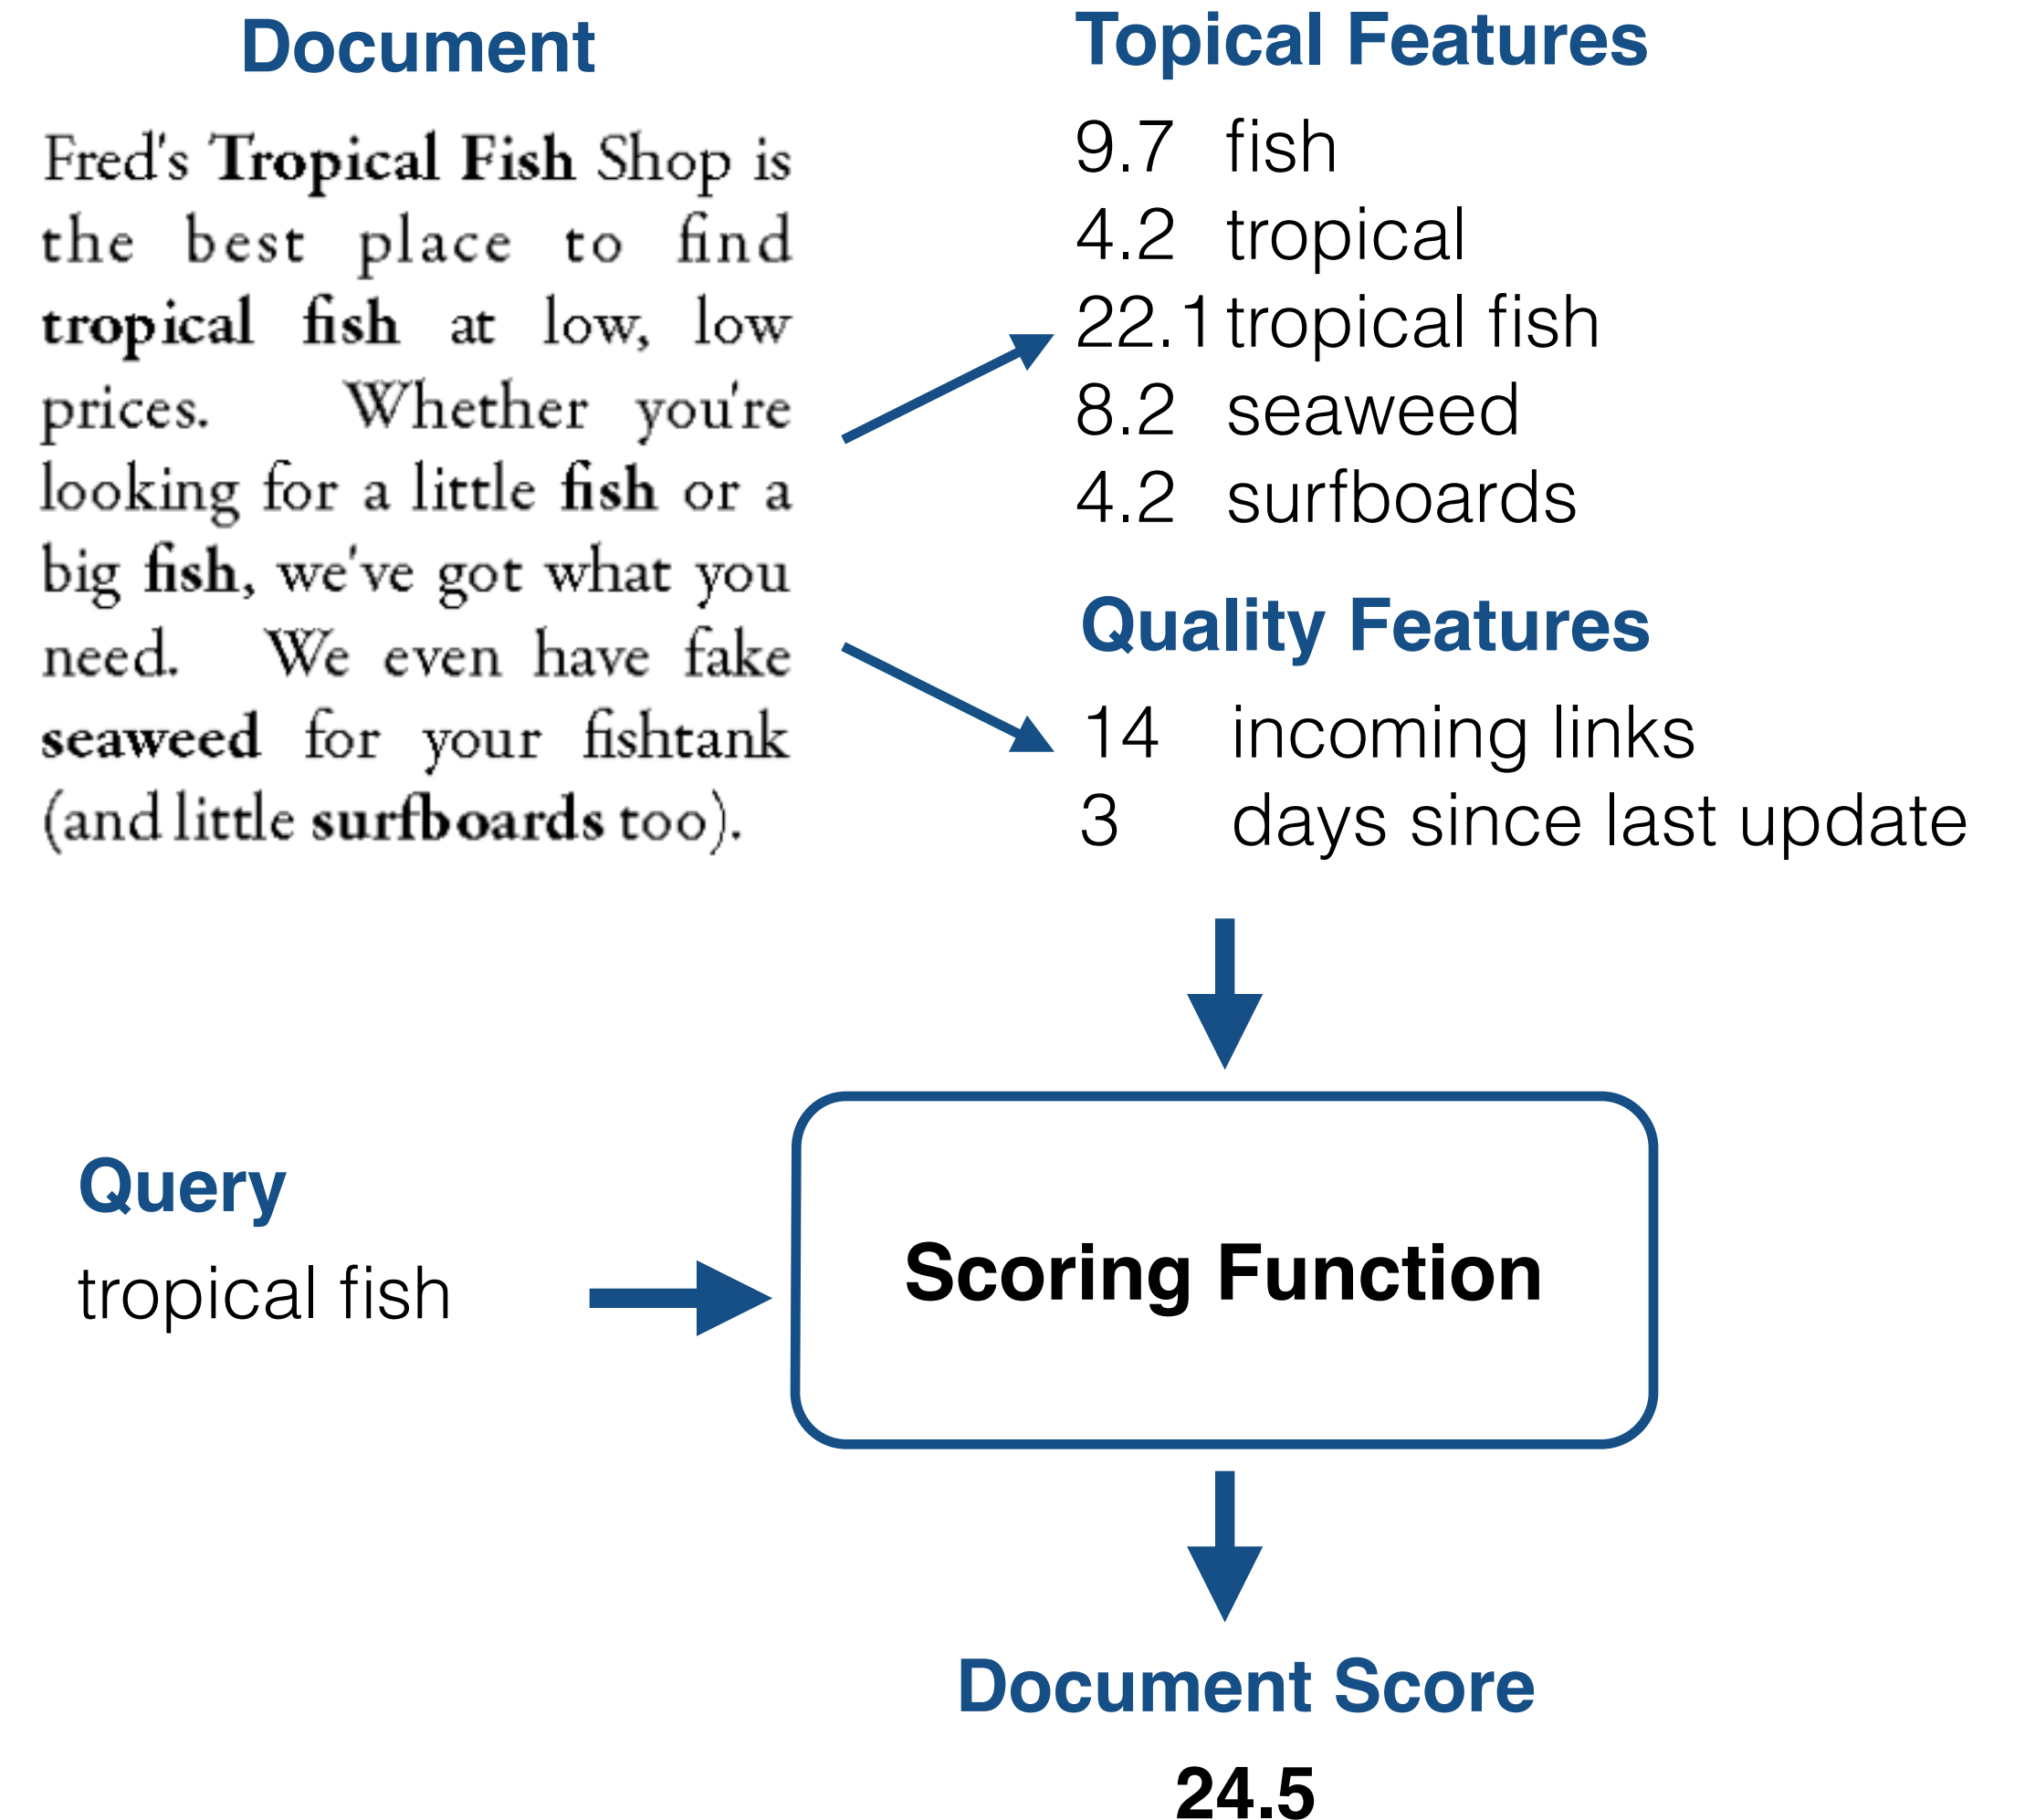 Document
Fred's Tropical Fish Shop is
the best place to find
tropical fish at low, low
prices. Whether you're
looking for a little fish or a
big fish, we've got what you
need. We even have fake
seaweed for your fishtank
(and little surfboards too).
Topical Features
9.7 fish
4.2 tropical
22.1 tropical fish
8.2 seaweed
4.2 surfboards
Quality Features
14 incoming links
3 days since last update
Query
tropical fish
Scoring Function
Document Score
24.5